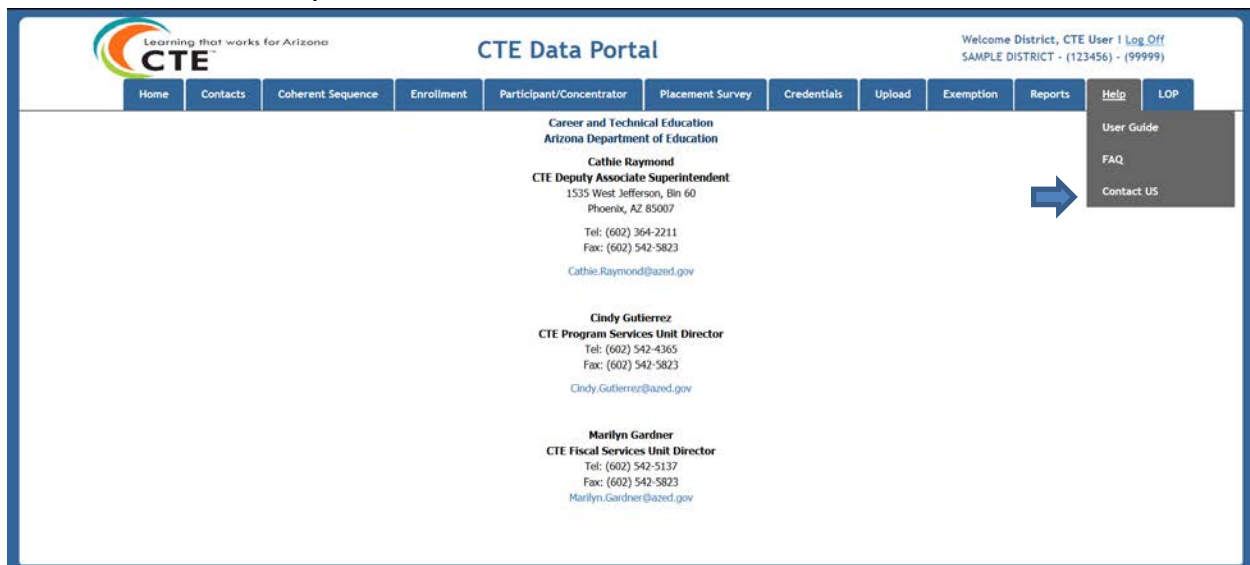 Learning that works for Arizona
CTE™
CTE Data Portal
Welcome District, CTE User ! Log Off
SAMPLE DISTRICT - (123456) - (99999)
Home
Contacts
Coherent Sequence
Enrollment
Participant/Concentrator
Placement Survey
Credentials
Upload
Exemption
Reports
Help
LOP
User Guide
FAQ
Contact US
Career and Technical Education
Arizona Department of Education
Cathie Raymond
CTE Deputy Associate Superintendent
1535 West Jefferson, Bin 60
Phoenix, AZ 85007
Tel: (602) 364-2211
Fax: (602) 542-5823
Cathie.Raymond@azed.gov
Cindy Gutierrez
CTE Program Services Unit Director
Tel: (602) 542-4365
Fax: (602) 542-5823
Cindy.Gutierrez@azed.gov
Marilyn Gardner
CTE Fiscal Services Unit Director
Tel: (602) 542-5137
Fax: (602) 542-5823
Marilyn.Gardner@azed.gov